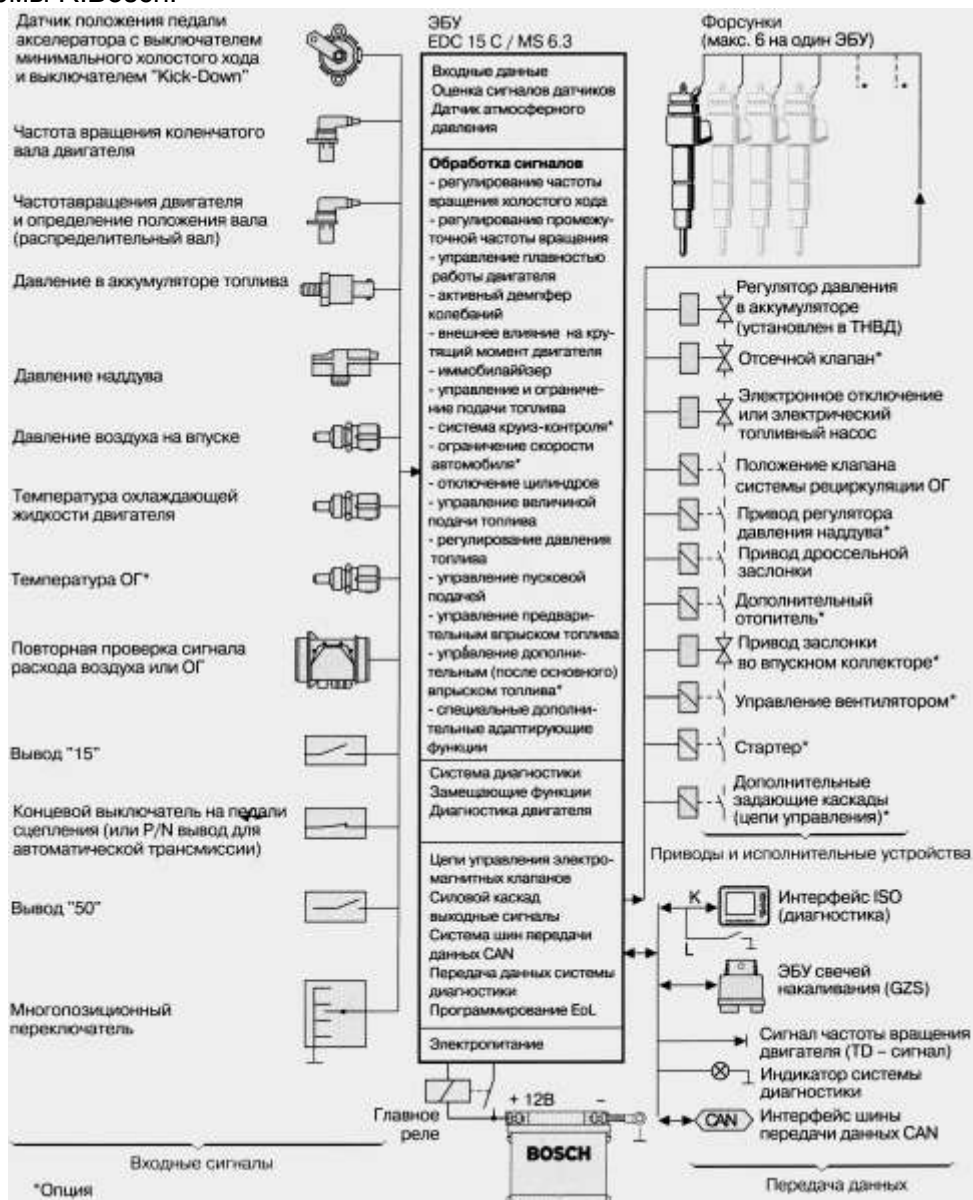 мы R.Bosch.
Датчик положения педали
акселератора с выключателем
минимального холостого хода
и выключателем "Kick-Down"
Частота вращения коленчатого
вала двигателя
Частотавращения двигателя
и определение положения вала
(распределительный вал)
Давление в аккумуляторе топлива
Давление наддува
Давление воздуха на впуске
Температура охлаждающей
жидкости двигателя
Температура ОГ*
Повторная проверка сигнала
расхода воздуха или ОГ
Вывод "15"
Концевой выключатель на педали
сцепления (или P/N вывод для
автоматической трансмиссии)
Вывод "50"
Многопозиционный
переключатель
Входные сигналы
*Опция
ЭБУ
EDC 15 C / MS 6.3
Входные данные
Оценка сигналов датчиков
Датчик атмосферного
давления
Обработка сигналов
- регулирование частоты
вращения холостого хода
- регулирование промежу-
точной частоты вращения
- управление плавностью
работы двигателя
- активный демпфер
колебаний
- внешнее влияние на кру-
тящий момент двигателя
- иммобилаййзер
- управление и ограниче-
ние подачи топлива
- система круиз-контроля*
- ограничение скорости
автомобиля*
- отключение цилиндров
- управление величиной
подачи топлива
- регулирование давления
топлива
- управление пусковой
подачей
- управление предвари-
тельным впрыском топлива
- управление дополни-
тельным (после основного)
впрыском топлива*
- специальные дополни-
тельные адаптирующие
функции
Система диагностики
Замещающие функции
Диагностика двигателя
Цепи управления электро-
магнитных клапанов
Силовой каскад
выходные сигналы
Система шин передачи
данных CAN
Передача данных системы
диагностики
Программирование EoL
Электропитание
Главное
реле
+ 12В -
BOSCH
Форсунки
(макс. 6 на один ЭБУ)
Регулятор давления
в аккумуляторе
(установлен в ТНВД)
Отсечной клапан*
Электронное отключение
или электрический
топливный насос
Положение клапана
системы рециркуляции ОГ
Привод регулятора
давления наддува*
Привод дроссельной
заслонки
Дополнительный
отопитель*
Привод заслонки
во впускном коллекторе*
Управление вентилятором*
Стартер*
Дополнительные
задающие каскады
(цепи управления)*
Приводы и исполнительные устройства
K
L
Интерфейс ISO
(диагностика)
ЭБУ свечей
накаливания (GZS)
Сигнал частоты вращения
двигателя (TD – сигнал)
Индикатор системы
диагностики
CAN
Интерфейс шины
передачи данных CAN
Передача данных